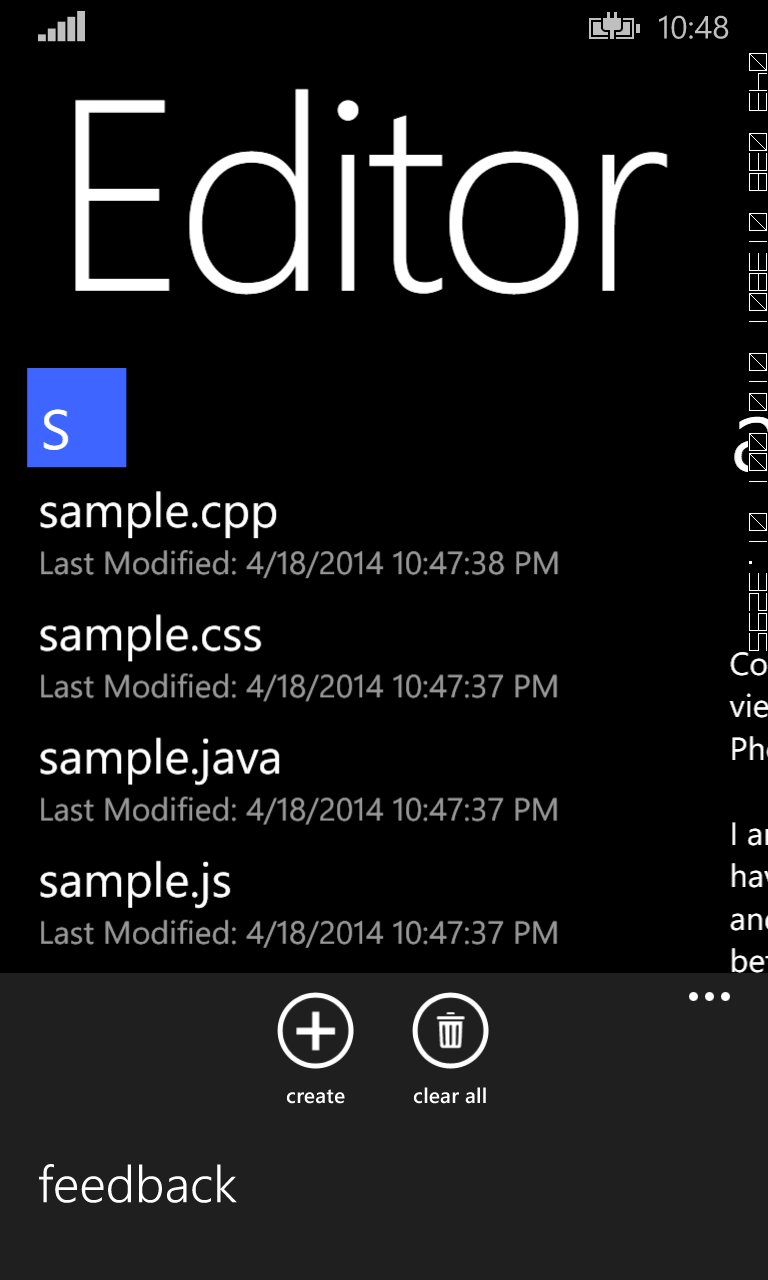 10:48
Editor
s
sample.cpp
Last Modified: 4/18/2014 10:47:38 PM
sample.css
Last Modified: 4/18/2014 10:47:37 PM
sample.java
Last Modified: 4/18/2014 10:47:37 PM
sample.js
Last Modified: 4/18/2014 10:47:37 PM
a
Co
vie
Pho
I a
hav
and
bet
create
clear all
feedback